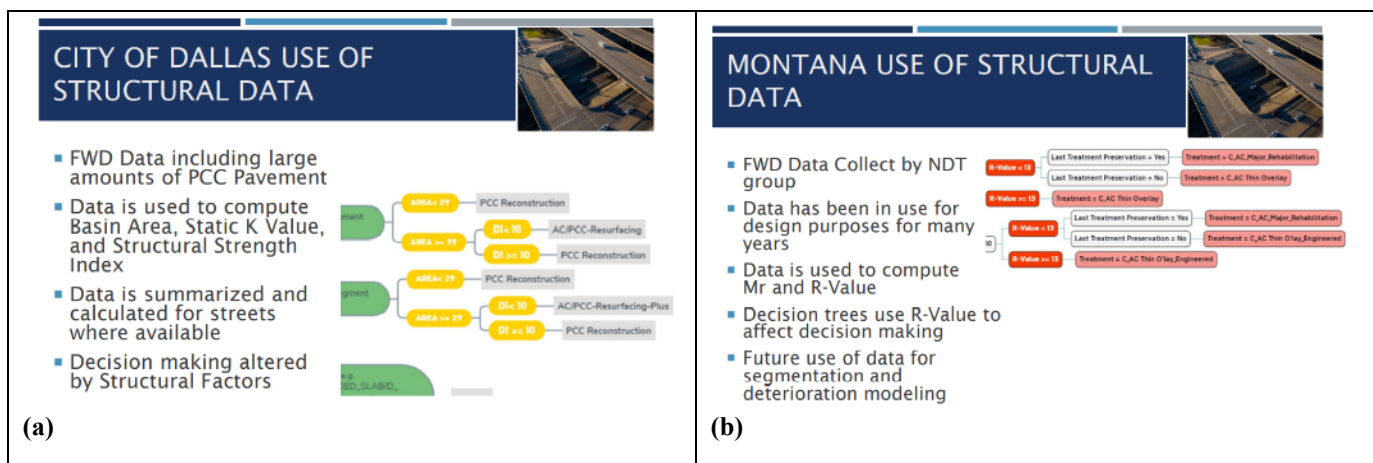 CITY OF DALLAS USE OF
STRUCTURAL DATA
FWD Data including large
amounts of PCC Pavement
Data is used to compute
Basin Area, Static K Value,
and Structural Strength
Index
Data is summarized and
calculated for streets
where available
Decision making altered
by Structural Factors
gment
AREA< 29
PCC Reconstruction
AREA >= 29
D1< 10
AC/PCC-Resurfacing
D1 >= 10
PCC Reconstruction
gment
AREA< 29
PCC Reconstruction
AREA >= 29
D1< 10
AC/PCC-Resurfacing-Plus
D1 >= 10
PCC Reconstruction
e.g.
DED_SLAB/D_
(a)
MONTANA USE OF STRUCTURAL
DATA
FWD Data Collect by NDT
group
Data has been in use for
design purposes for many
years
Data is used to compute
Mr and R-Value
Decision trees use R-Value to
affect decision making
Future use of data for
segmentation and
deterioration modeling
R-Value < 13
Last Treatment Preservation = Yes
Treatment = C_AC_Major_Rehabilitation
Last Treatment Preservation = No
Treatment = C_AC Thin Overlay
R-Value >= 13
Treatment = C_AC Thin Overlay
R-Value < 13
Last Treatment Preservation = Yes
Treatment = C_AC_Major_Rehabilitation
Last Treatment Preservation = No
Treatment = C_AC Thin O'lay_Engineered
R-Value >= 13
Treatment = C_AC Thin O'lay_Engineered
(b)